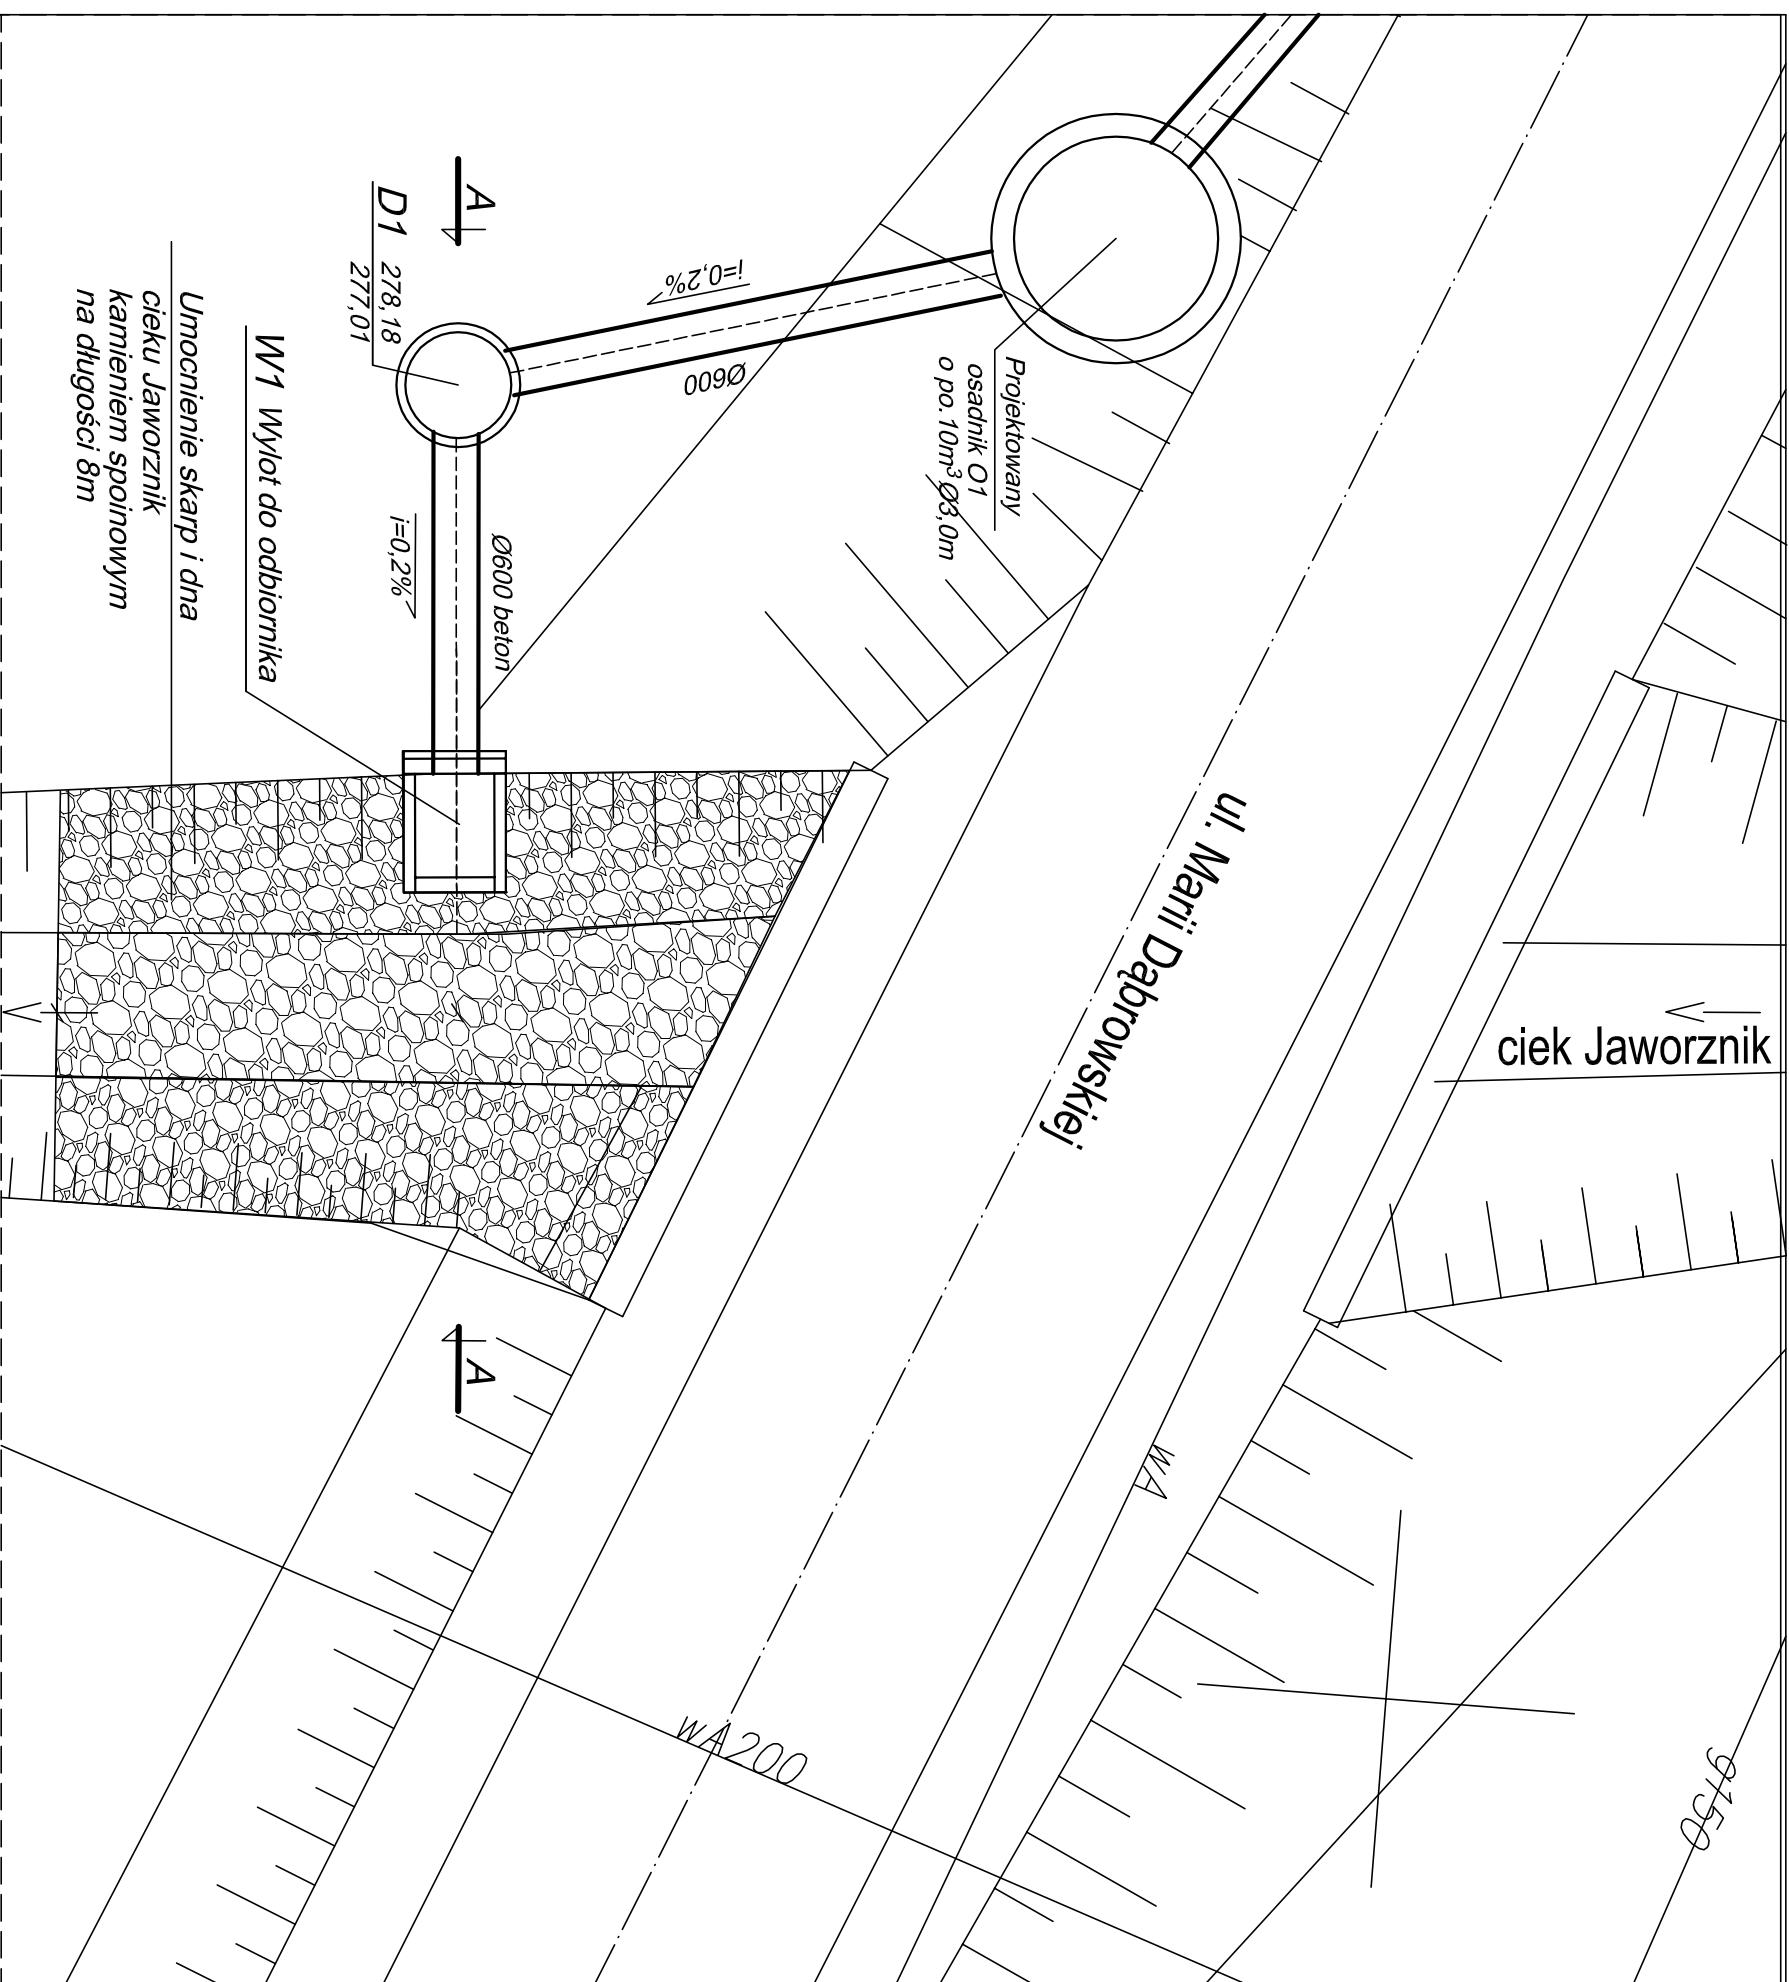 A
D1 278,18
277,01
Umocnienie skarp i dna
cieku Jaworznik
kamieniem spoinowym
na długości 8m
W1 Wylot do odbiornika
i=0,2%
Ø600
Projektowany
osadnik O1
o po.10m³ Ø3,0m
Ø600 beton
i=0,2%
ul. Marii Dąbrowskiej
ciek Jaworznik
A
wA
wA200
g150